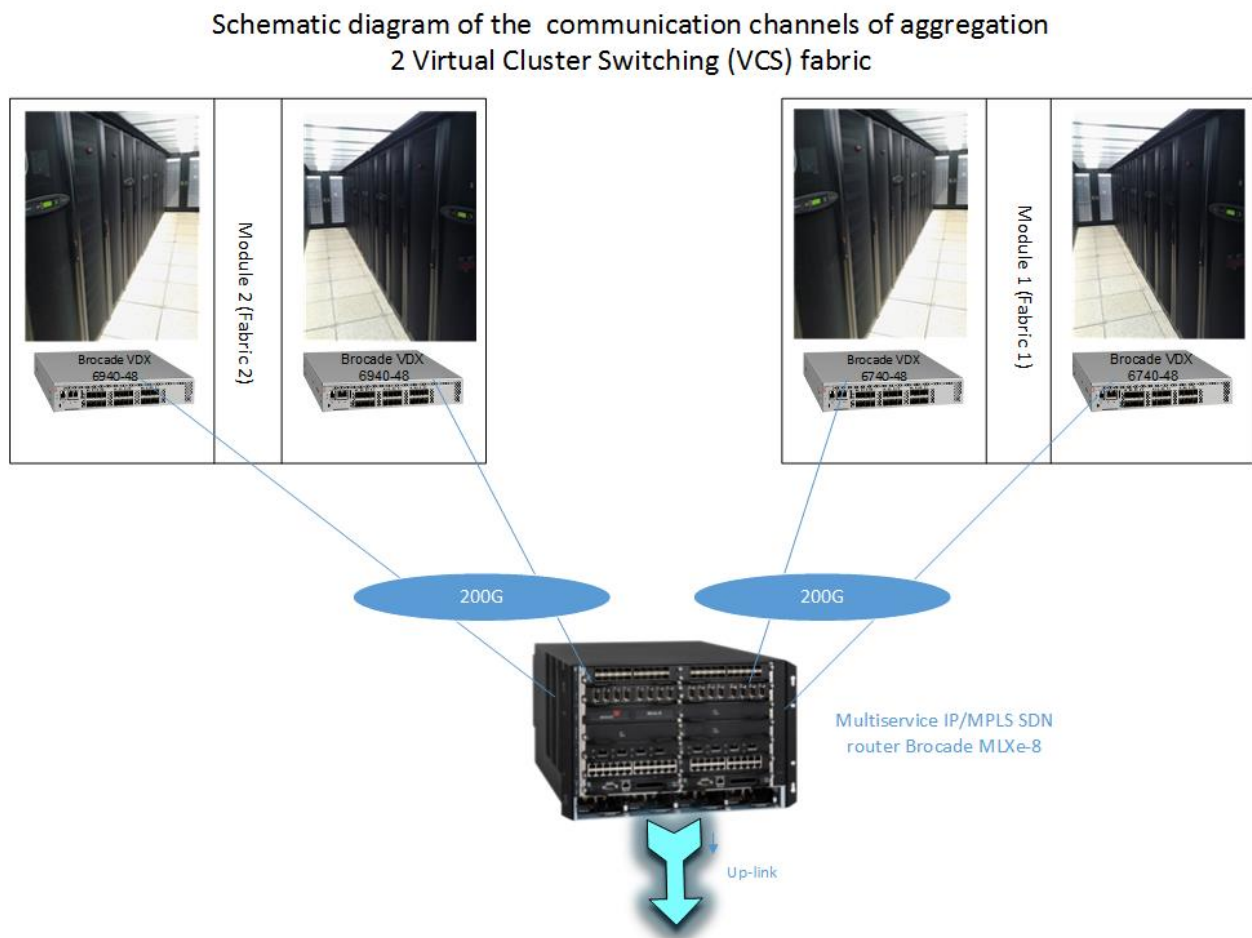 Schematic diagram of the communication channels of aggregation
2 Virtual Cluster Switching (VCS) fabric
Module 2 (Fabric 2)
Module 1 (Fabric 1)
Brocade VDX
6940-48
Brocade VDX
6940-48
Brocade VDX
6740-48
Brocade VDX
6740-48
200G
200G
Multiservice IP/MPLS SDN
router Brocade MLXe-8
Up-link